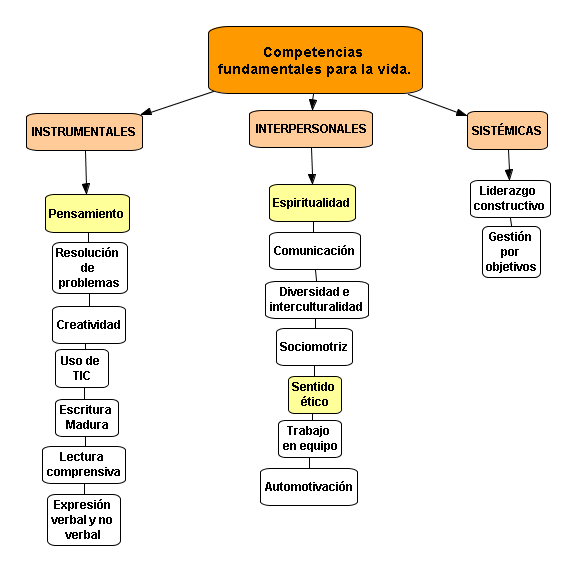 Competencias
fundamentales para la vida.
INSTRUMENTALES
Pensamiento
Resolución
de
problemas
Creatividad
Uso de
TIC
Escritura
Madura
Lectura
comprensiva
Expresión
verbal y no
verbal
INTERPERSONALES
Espiritualidad
Comunicación
Diversidad e
interculturalidad
Sociomotriz
Sentido
ético
Trabajo
en equipo
Automotivación
SISTÉMICAS
Liderazgo
constructivo
Gestión
por
objetivos